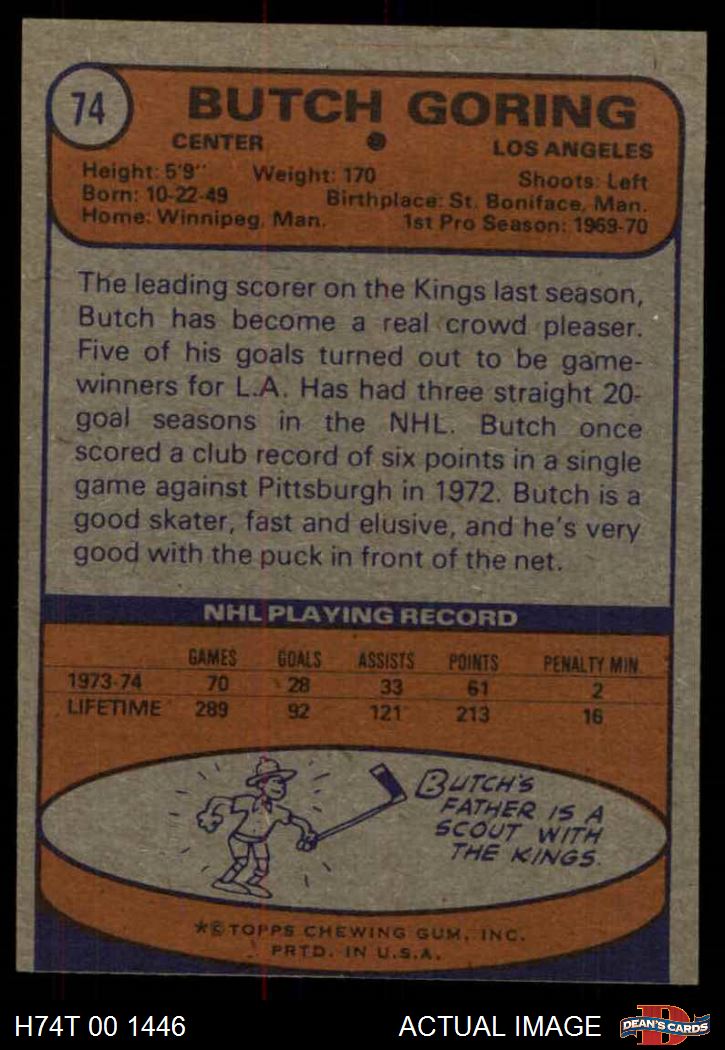 74
BUTCH GORING
CENTER
LOS ANGELES
Height: 5'9" Weight: 170 Shoots: Left
Born: 10-22-49 Birthplace: St. Boniface, Man.
Home: Winnipeg, Man. 1st Pro Season: 1969-70
The leading scorer on the Kings last season,
Butch has become a real crowd pleaser.
Five of his goals turned out to be game-
winners for L.A. Has had three straight 20-
goal seasons in the NHL. Butch once
scored a club record of six points in a single
game against Pittsburgh in 1972. Butch is a
good skater, fast and elusive, and he's very
good with the puck in front of the net.
NHL PLAYING RECORD
GAMES GOALS ASSISTS POINTS PENALTY MIN.
1973-74 70 28 33 61 2
LIFETIME 289 92 121 213 16
BUTCH'S
FATHER IS A
SCOUT WITH
THE KINGS.
*© TOPPS CHEWING GUM, INC.
PRTD. IN U.S.A.
H74T 00 1446 ACTUAL IMAGE
D
DEAN'S CARDS